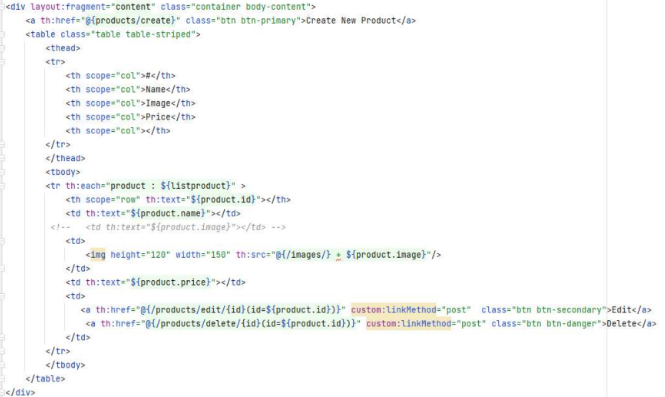 <div layout:fragment="content" class="container body-content">
<a th:href="@{products/create}" class="btn btn-primary">Create New Product</a>
<table class="table table-striped">
<thead>
<tr>
<th scope="col">#</th>
<th scope="col">Name</th>
<th scope="col">Image</th>
<th scope="col">Price</th>
<th scope="col"></th>
</tr>
</thead>
<tbody>
<tr th:each="product : ${listproduct}" >
<th scope="row" th:text="${product.id}"></th>
<td th:text="${product.name}"></td>
<!-- <td th:text="${product.image}"></td> -->
<td>
<img height="120" width="150" th:src="@{/images/} + ${product.image}"/>
</td>
<td th:text="${product.price}"></td>
<td>
<a th:href="@{/products/edit/{id}(id=${product.id})}" custom:linkMethod="post" class="btn btn-secondary">Edit</a>
<a th:href="@{/products/delete/{id}(id=${product.id})}" custom:linkMethod="post" class="btn btn-danger">Delete</a>
</td>
</tr>
</tbody>
</table>
</div>